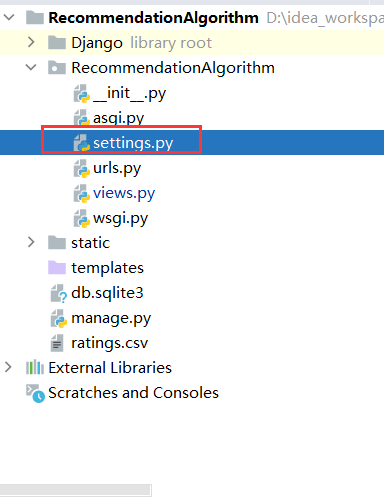 RecommendationAlgorithm D:\idea_workspa
Django library root
RecommendationAlgorithm
__init__.py
asgi.py
settings.py
urls.py
views.py
wsgi.py
static
templates
db.sqlite3
manage.py
ratings.csv
External Libraries
Scratches and Consoles